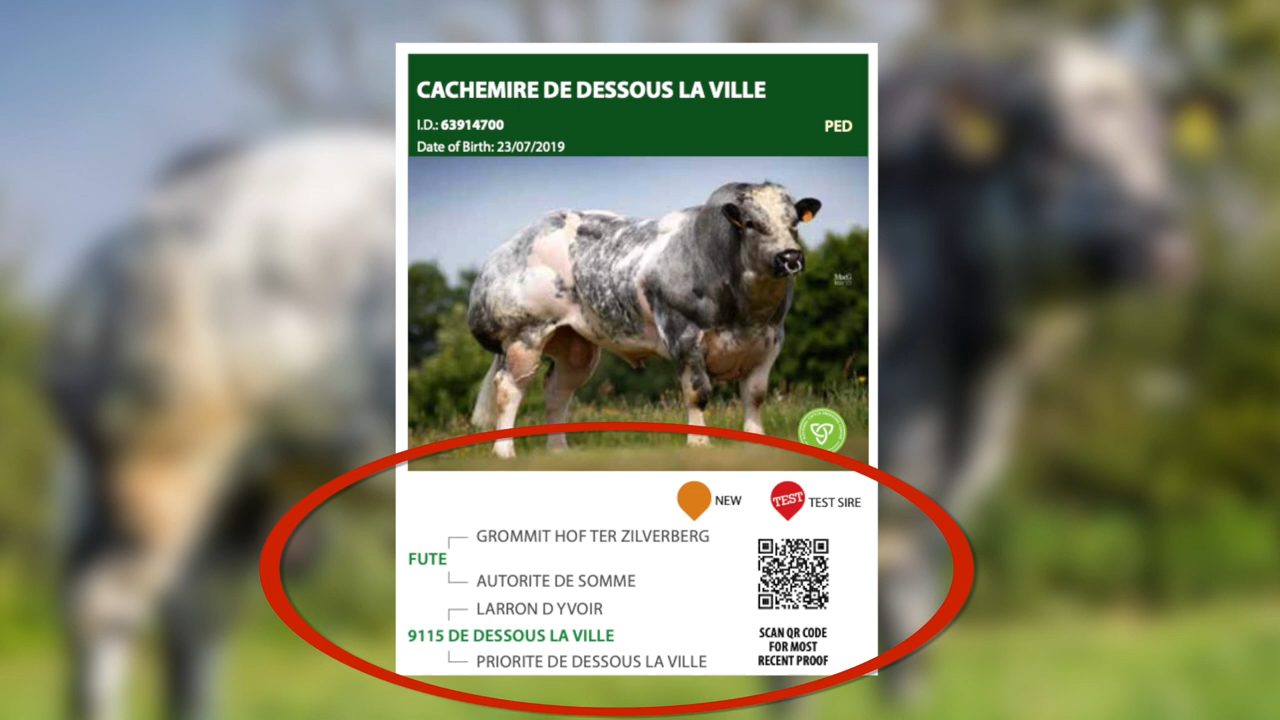 CACHEMIRE DE DESSOUS LA VILLE
I.D.: 63914700
PED
Date of Birth: 23/07/2019
NEW
TEST
TEST SIRE
GROMMIT HOF TER ZILVERBERG
FUTE
AUTORITE DE SOMME
LARRON D YVOIR
9115 DE DESSOUS LA VILLE
PRIORITE DE DESSOUS LA VILLE
SCAN QR CODE
FOR MOST
RECENT PROOF